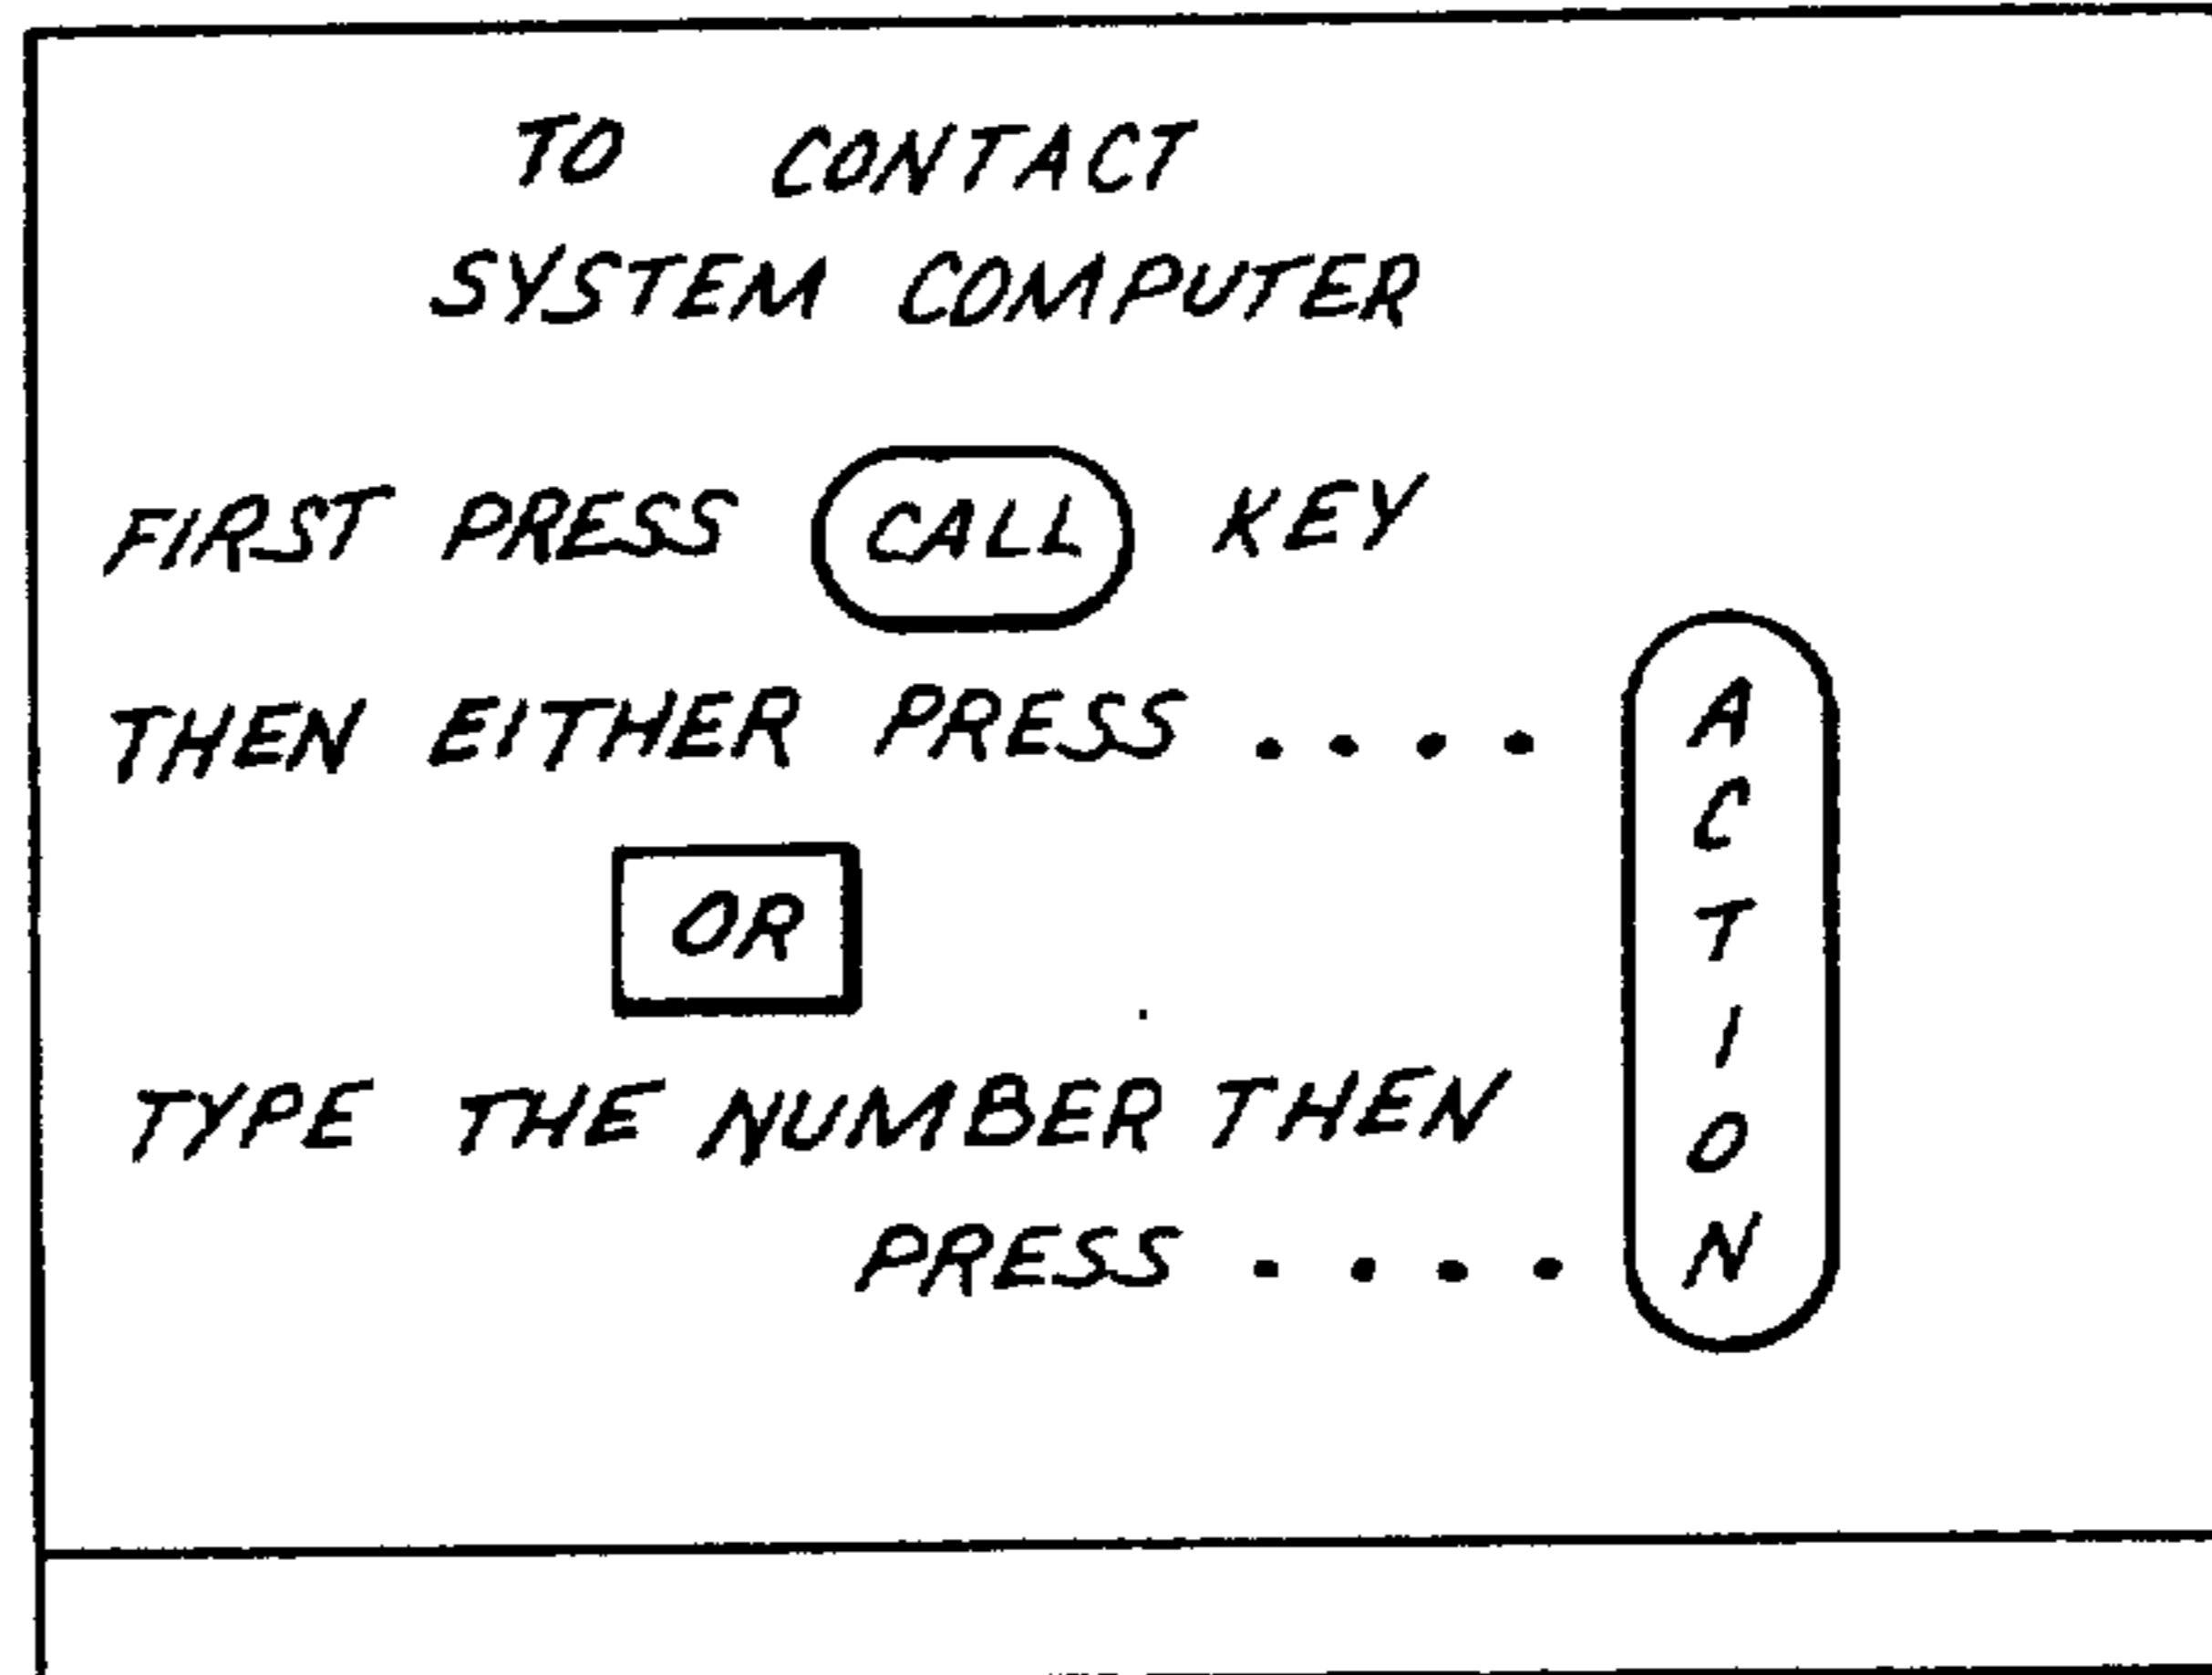 TO CONTACT
SYSTEM COMPUTER
FIRST PRESS CALL KEY
THEN EITHER PRESS ....
OR
TYPE THE NUMBER THEN
PRESS ....
ACTION